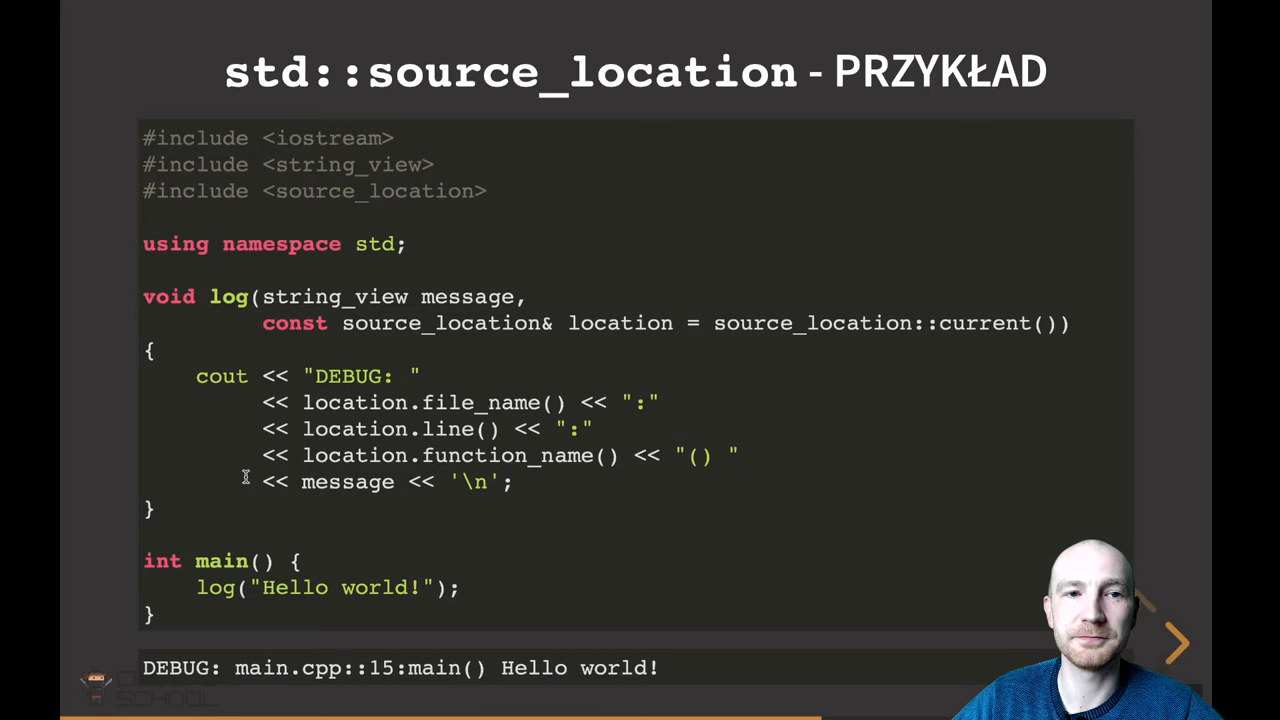 std::source_location - PRZYKŁAD
#include <iostream>
#include <string_view>
#include <source_location>
using namespace std;
void log(string_view message,
         const source_location& location = source_location::current())
{
    cout << "DEBUG: "
         << location.file_name() << ":"
         << location.line() << ":"
         << location.function_name() << "() "
         << message << '\n';
}
int main() {
    log("Hello world!");
}
DEBUG: main.cpp::15:main() Hello world!
SCHOOL